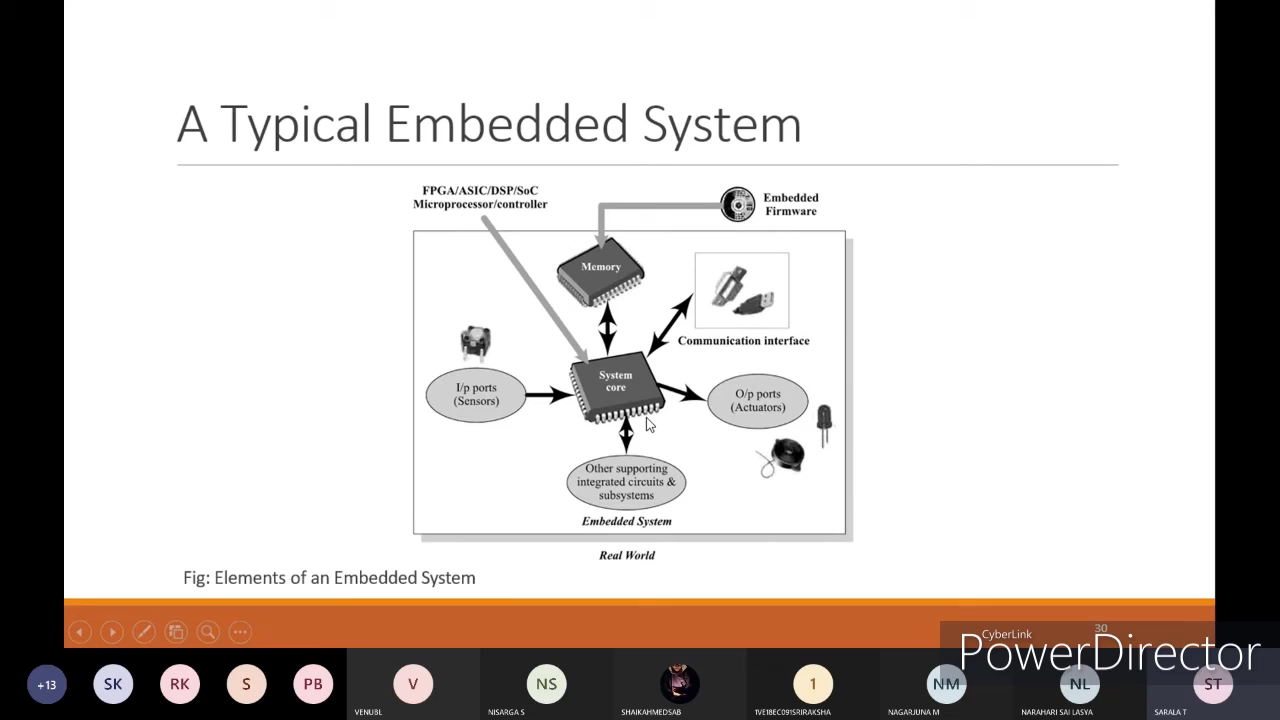 A Typical Embedded System
FPGA/ASIC/DSP/SoC
Microprocessor/controller
Embedded
Firmware
Memory
Communication interface
System
core
I/p ports
(Sensors)
O/p ports
(Actuators)
Other supporting
integrated circuits &
subsystems
Embedded System
Real World
Fig: Elements of an Embedded System
30
CyberLink
PowerDirector
+13
SK
RK
S
PB
V
NS
1
NM
NL
ST
VENUBL
NISARGA S
SHAIKAHMEDSAB
1VE18EC091SRIRAKSHA
NAGARJUNA M
NARAHARI SAI LASYA
SARALA T